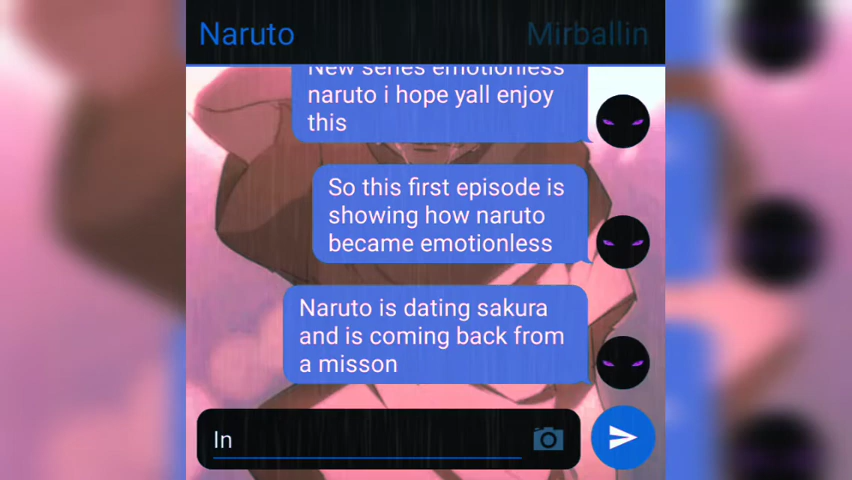 Naruto
Mirballin
New series emotionless
naruto i hope yall enjoy
this
So this first episode is
showing how naruto
became emotionless
Naruto is dating sakura
and is coming back from
a misson
In